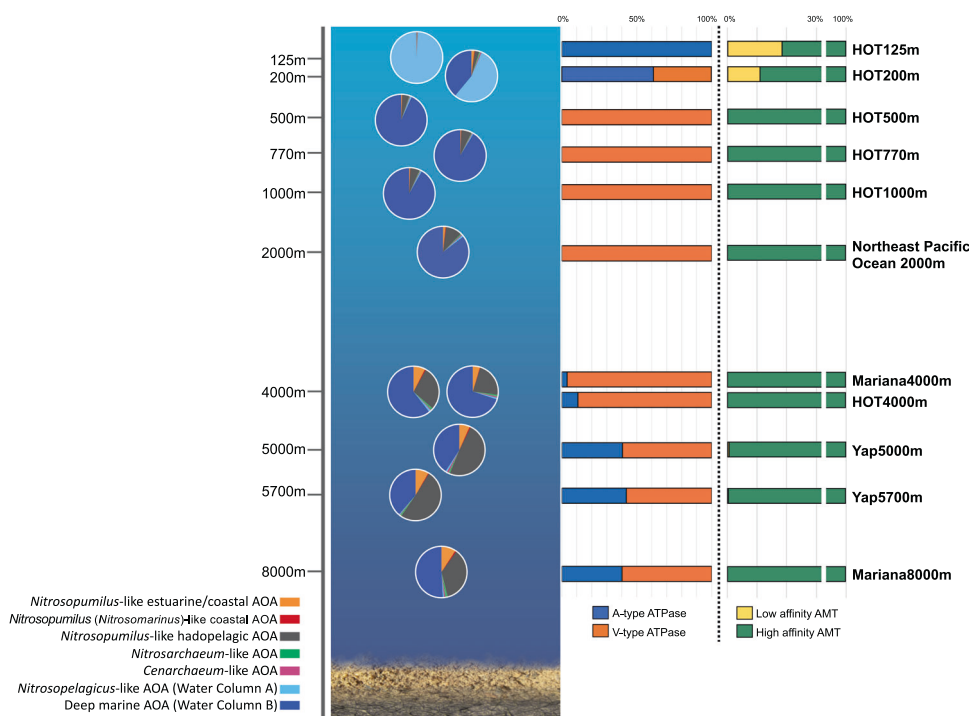 0% 50% 100% 0% 30% 100%
125m
HOT125m
200m
HOT200m
500m
HOT500m
770m
HOT770m
1000m
HOT1000m
2000m
Northeast Pacific
Ocean 2000m
Mariana4000m
4000m
HOT4000m
5000m
Yap5000m
5700m
Yap5700m
8000m
Mariana8000m
Nitrosopumilus-like estuarine/coastal AOA
Nitrosopumilus (Nitrosomarinus)-like coastal AOA
Nitrosopumilus-like hadopelagic AOA
Nitrosarchaeum-like AOA
Cenarchaeum-like AOA
Nitrosopelagicus-like AOA (Water Column A)
Deep marine AOA (Water Column B)
A-type ATPase
V-type ATPase
Low affinity AMT
High affinity AMT